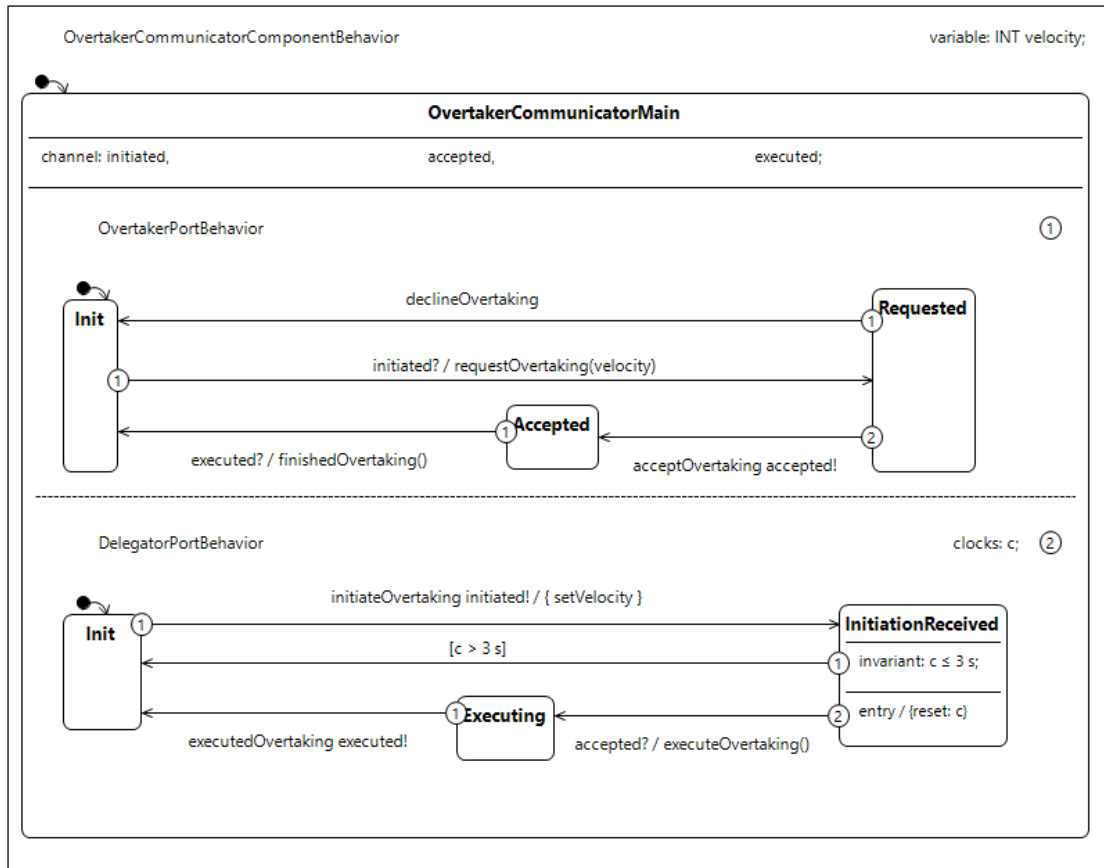 OvertakerCommunicatorComponentBehavior
variable: INT velocity;
OvertakerCommunicatorMain
channel: initiated,
accepted,
executed;
OvertakerPortBehavior
1
declineOvertaking
Init
Requested
1
initiated? / requestOvertaking(velocity)
1
Accepted
1
2
executed? / finishedOvertaking()
acceptOvertaking accepted!
DelegatorPortBehavior
clocks: c;
2
initiateOvertaking initiated! / { setVelocity }
Init
1
InitiationReceived
[c > 3 s]
1
invariant: c ≤ 3 s;
Executing
1
2
entry / {reset: c}
executedOvertaking executed!
accepted? / executeOvertaking()